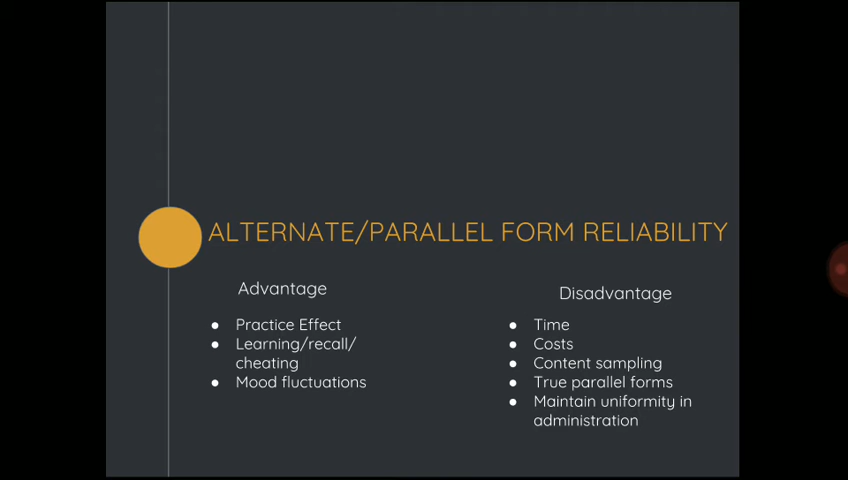 ALTERNATE/PARALLEL FORM RELIABILITY
Advantage
● Practice Effect
● Learning/recall/
cheating
● Mood fluctuations
Disadvantage
● Time
● Costs
● Content sampling
● True parallel forms
● Maintain uniformity in
administration